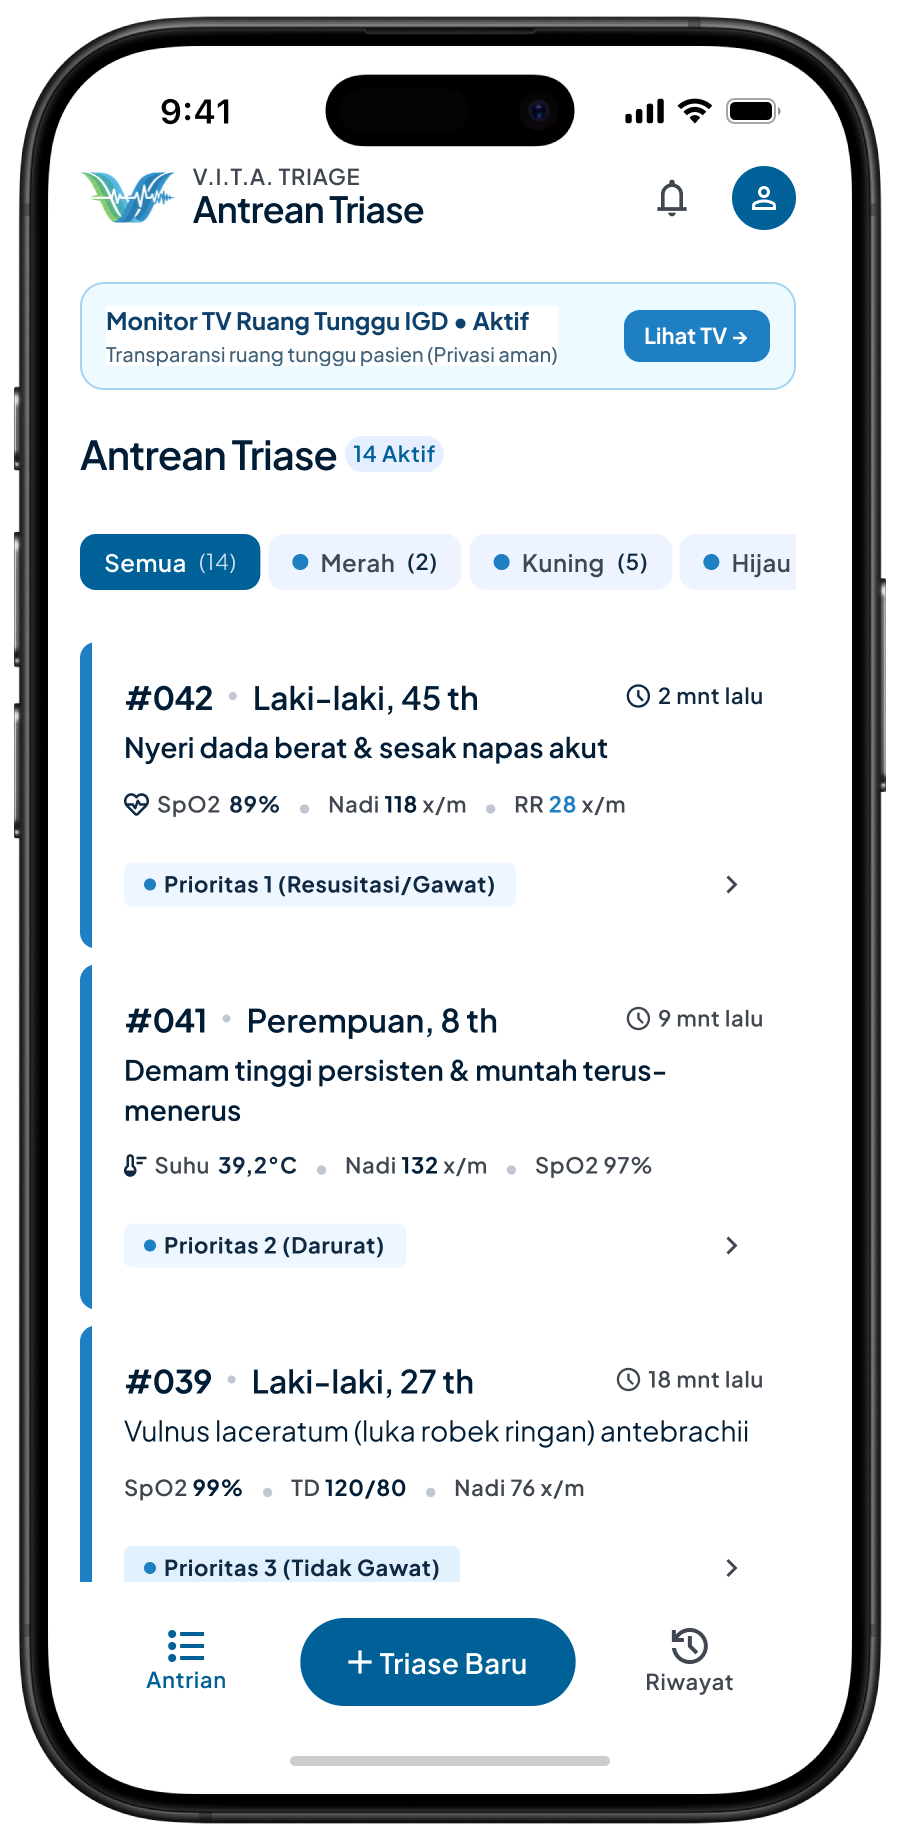 9:41
V.I.T.A. TRIAGE
Antrean Triase
Monitor TV Ruang Tunggu IGD ● Aktif
Transparansi ruang tunggu pasien (Privasi aman)
Lihat TV →
Antrean Triase 14 Aktif
Semua (14) ● Merah (2) ● Kuning (5) ● Hijau
#042 • Laki-laki, 45 th 2 mnt lalu
Nyeri dada berat & sesak napas akut
SpO2 89% • Nadi 118 x/m • RR 28 x/m
● Prioritas 1 (Resusitasi/Gawat)
#041 • Perempuan, 8 th 9 mnt lalu
Demam tinggi persisten & muntah terus-
menerus
Suhu 39,2°C • Nadi 132 x/m • SpO2 97%
● Prioritas 2 (Darurat)
#039 • Laki-laki, 27 th 18 mnt lalu
Vulnus laceratum (luka robek ringan) antebrachii
SpO2 99% • TD 120/80 • Nadi 76 x/m
● Prioritas 3 (Tidak Gawat)
Antrian
+ Triase Baru
Riwayat